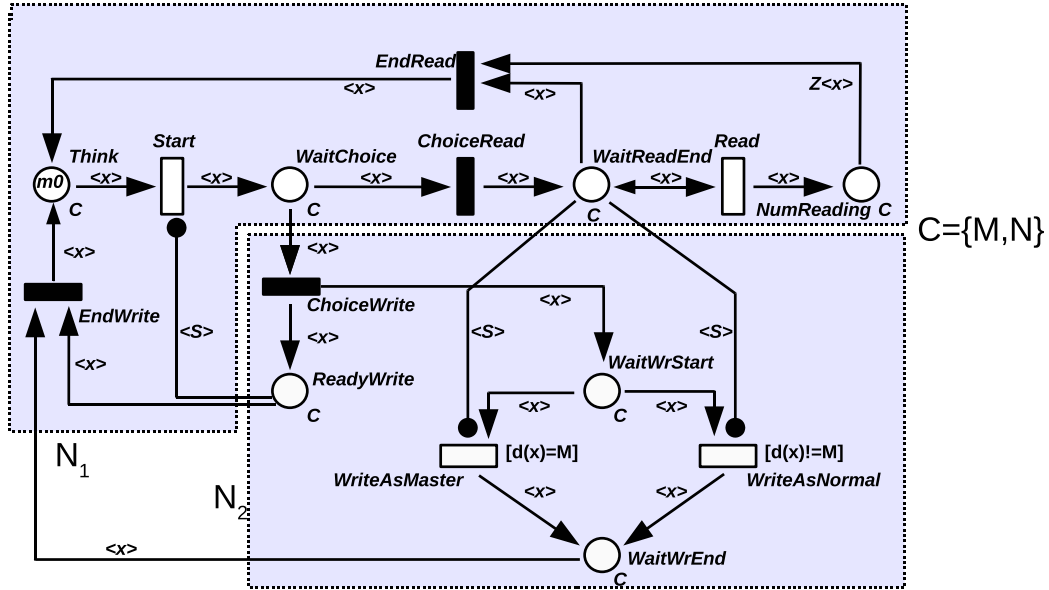 EndRead
<x>
<x>
Z<x>
Think
Start
WaitChoice
ChoiceRead
WaitReadEnd
Read
m0
<x>
<x>
<x>
<x>
<x>
<x>
C
C
C
NumReading C
C={M,N}
<x>
<x>
EndWrite
ChoiceWrite
<x>
<S>
<x>
<S>
<S>
<x>
ReadyWrite
C
WaitWrStart
C
<x>
<x>
[d(x)=M]
[d(x)!=M]
N1
WriteAsMaster
WriteAsNormal
N2
<x>
<x>
<x>
WaitWrEnd
C